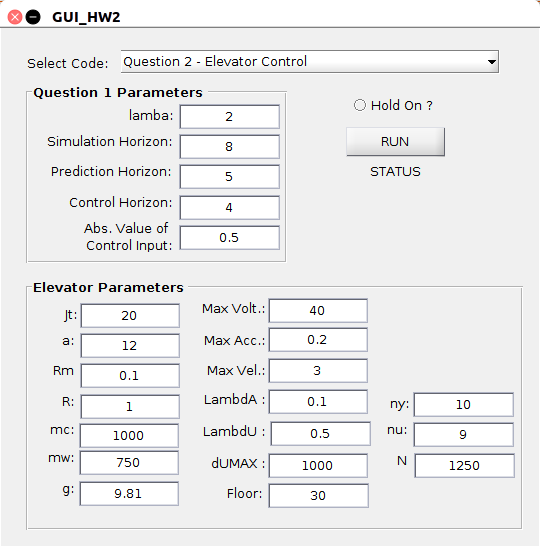 GUI_HW2
Select Code: Question 2 - Elevator Control
Question 1 Parameters
lamba: 2
Simulation Horizon: 8
Prediction Horizon: 5
Control Horizon: 4
Abs. Value of
Control Input: 0.5
Hold On ?
RUN
STATUS
Elevator Parameters
Jt: 20
a: 12
Rm 0.1
R: 1
mc: 1000
mw: 750
g: 9.81
Max Volt.: 40
Max Acc.: 0.2
Max Vel.: 3
LambdA : 0.1
LambdU : 0.5
dUMAX : 1000
Floor: 30
ny: 10
nu: 9
N 1250